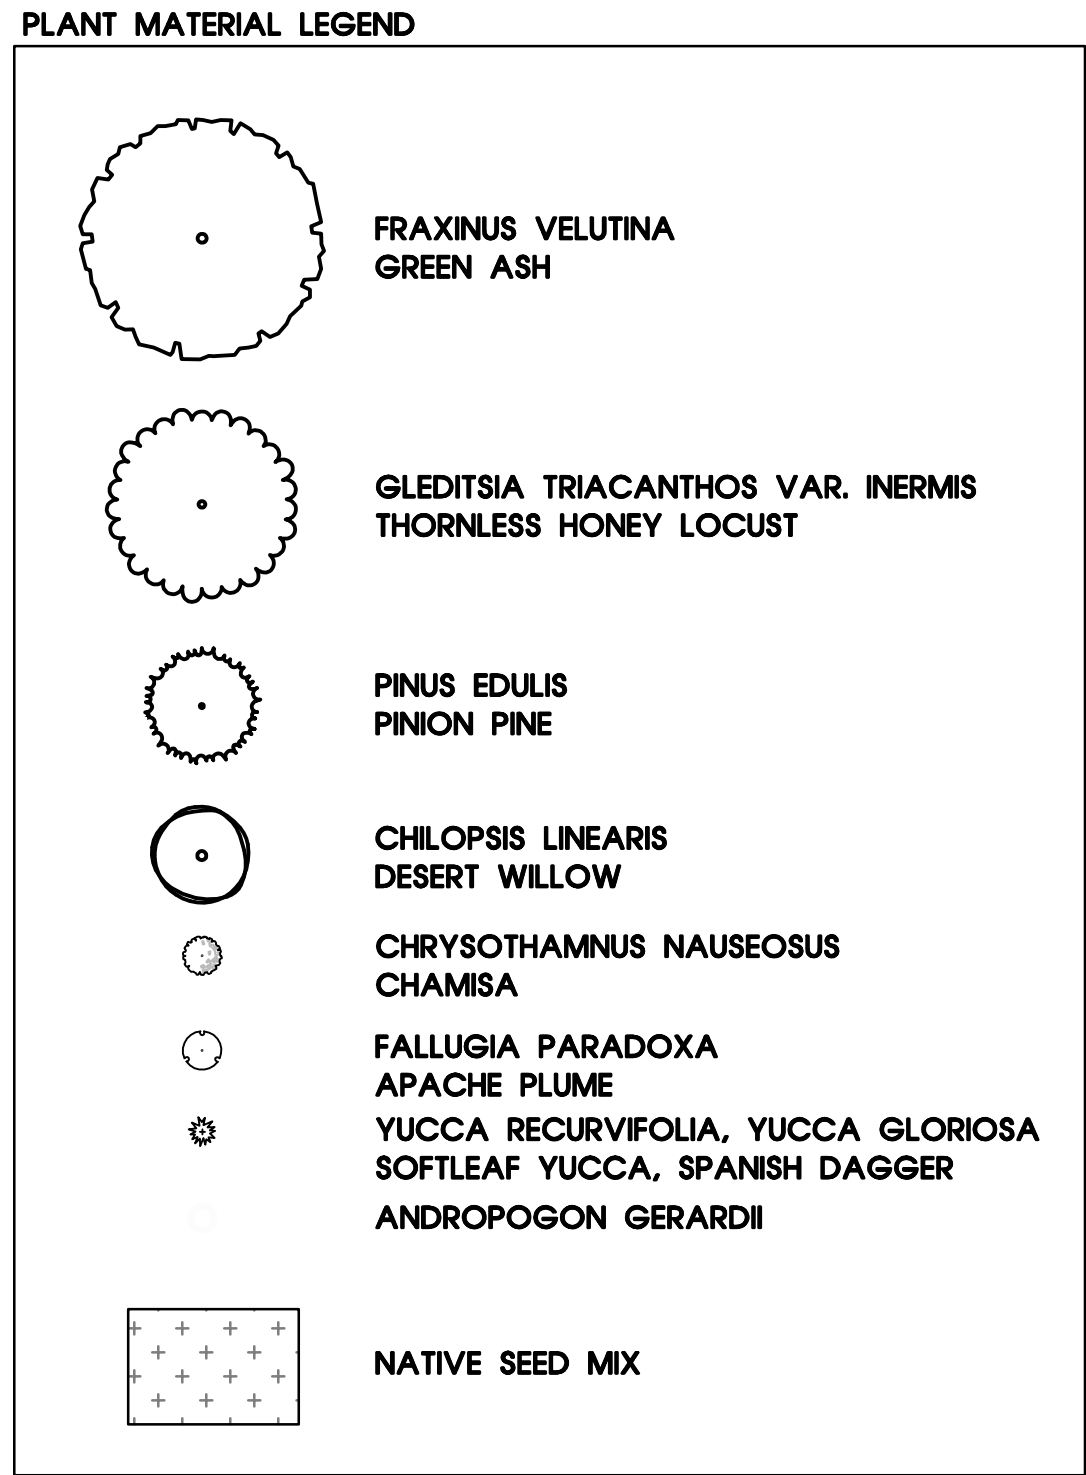 PLANT MATERIAL LEGEND
FRAXINUS VELUTINA
GREEN ASH
GLEDITSIA TRIACANTHOS VAR. INERMIS
THORNLESS HONEY LOCUST
PINUS EDULIS
PINION PINE
CHILOPSIS LINEARIS
DESERT WILLOW
CHRYSOTHAMNUS NAUSEOSUS
CHAMISA
FALLUGIA PARADOXA
APACHE PLUME
YUCCA RECURVIFOLIA, YUCCA GLORIOSA
SOFTLEAF YUCCA, SPANISH DAGGER
ANDROPOGON GERARDII
NATIVE SEED MIX